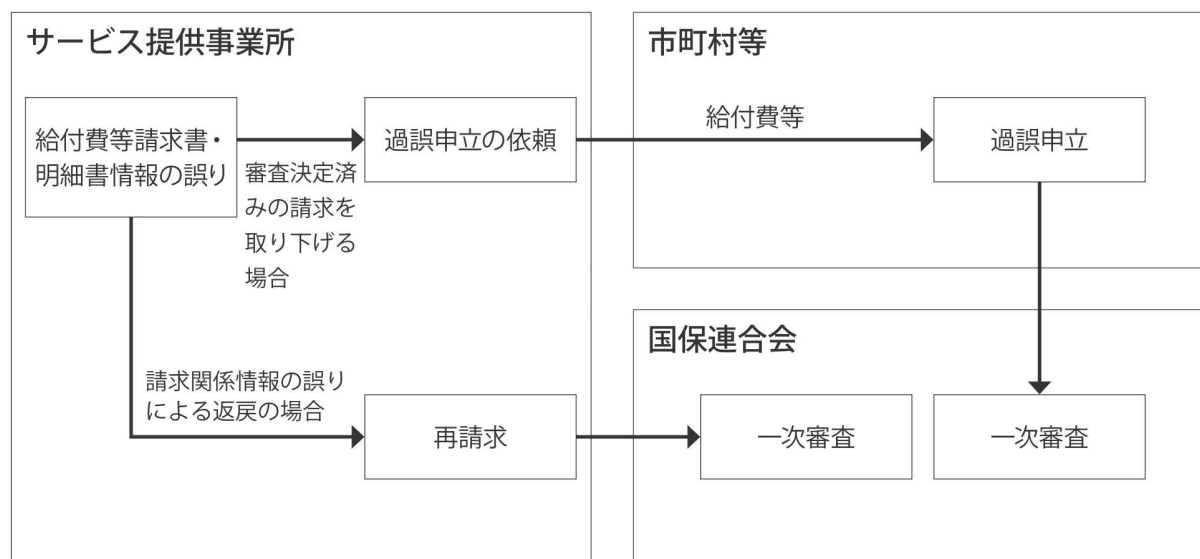 サービス提供事業所
給付費等請求書・
明細書情報の誤り
審査決定済
みの請求を
取り下げる
場合
過誤申立の依頼
請求関係情報の誤り
による返戻の場合
再請求
市町村等
給付費等
過誤申立
国保連合会
一次審査
一次審査